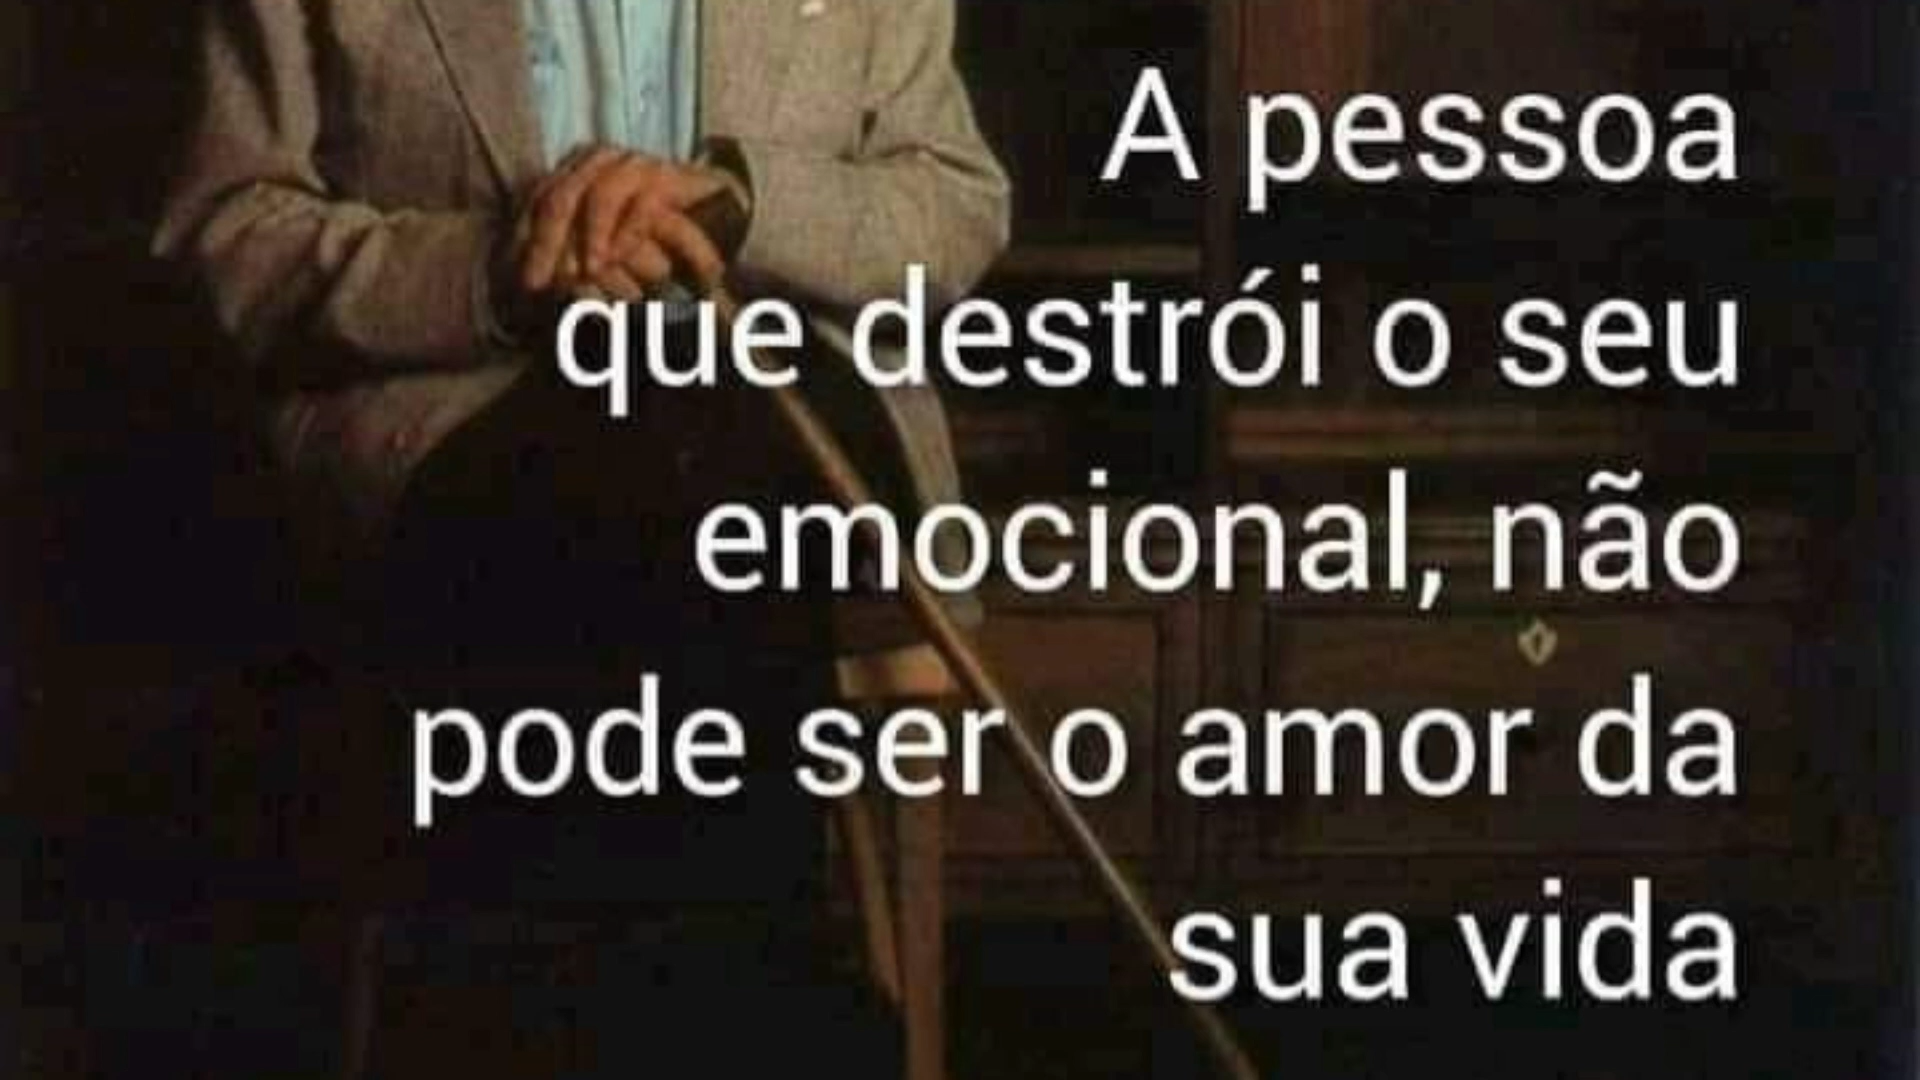 A pessoa
que destrói o seu
emocional, não
pode ser o amor da
sua vida